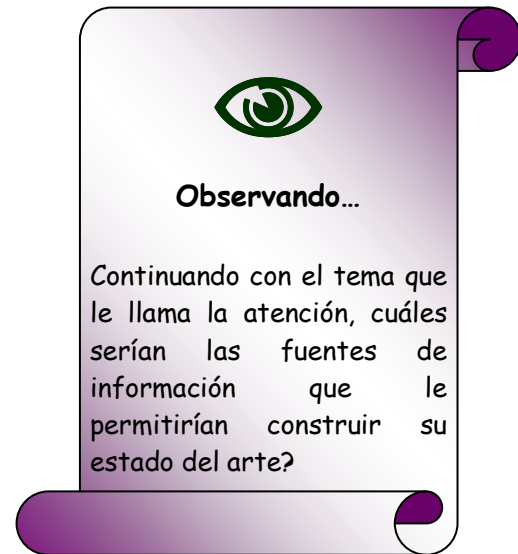 Observando…
Continuando con el tema que
le llama la atención, cuáles
serían las fuentes de
información que le
permitirían construir su
estado del arte?